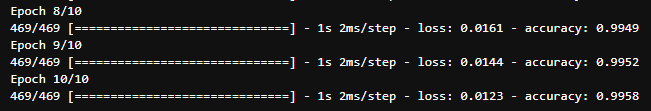 Epoch 8/10
469/469 [==============================] - 1s 2ms/step - loss: 0.0161 - accuracy: 0.9949
Epoch 9/10
469/469 [==============================] - 1s 2ms/step - loss: 0.0144 - accuracy: 0.9952
Epoch 10/10
469/469 [==============================] - 1s 2ms/step - loss: 0.0123 - accuracy: 0.9958